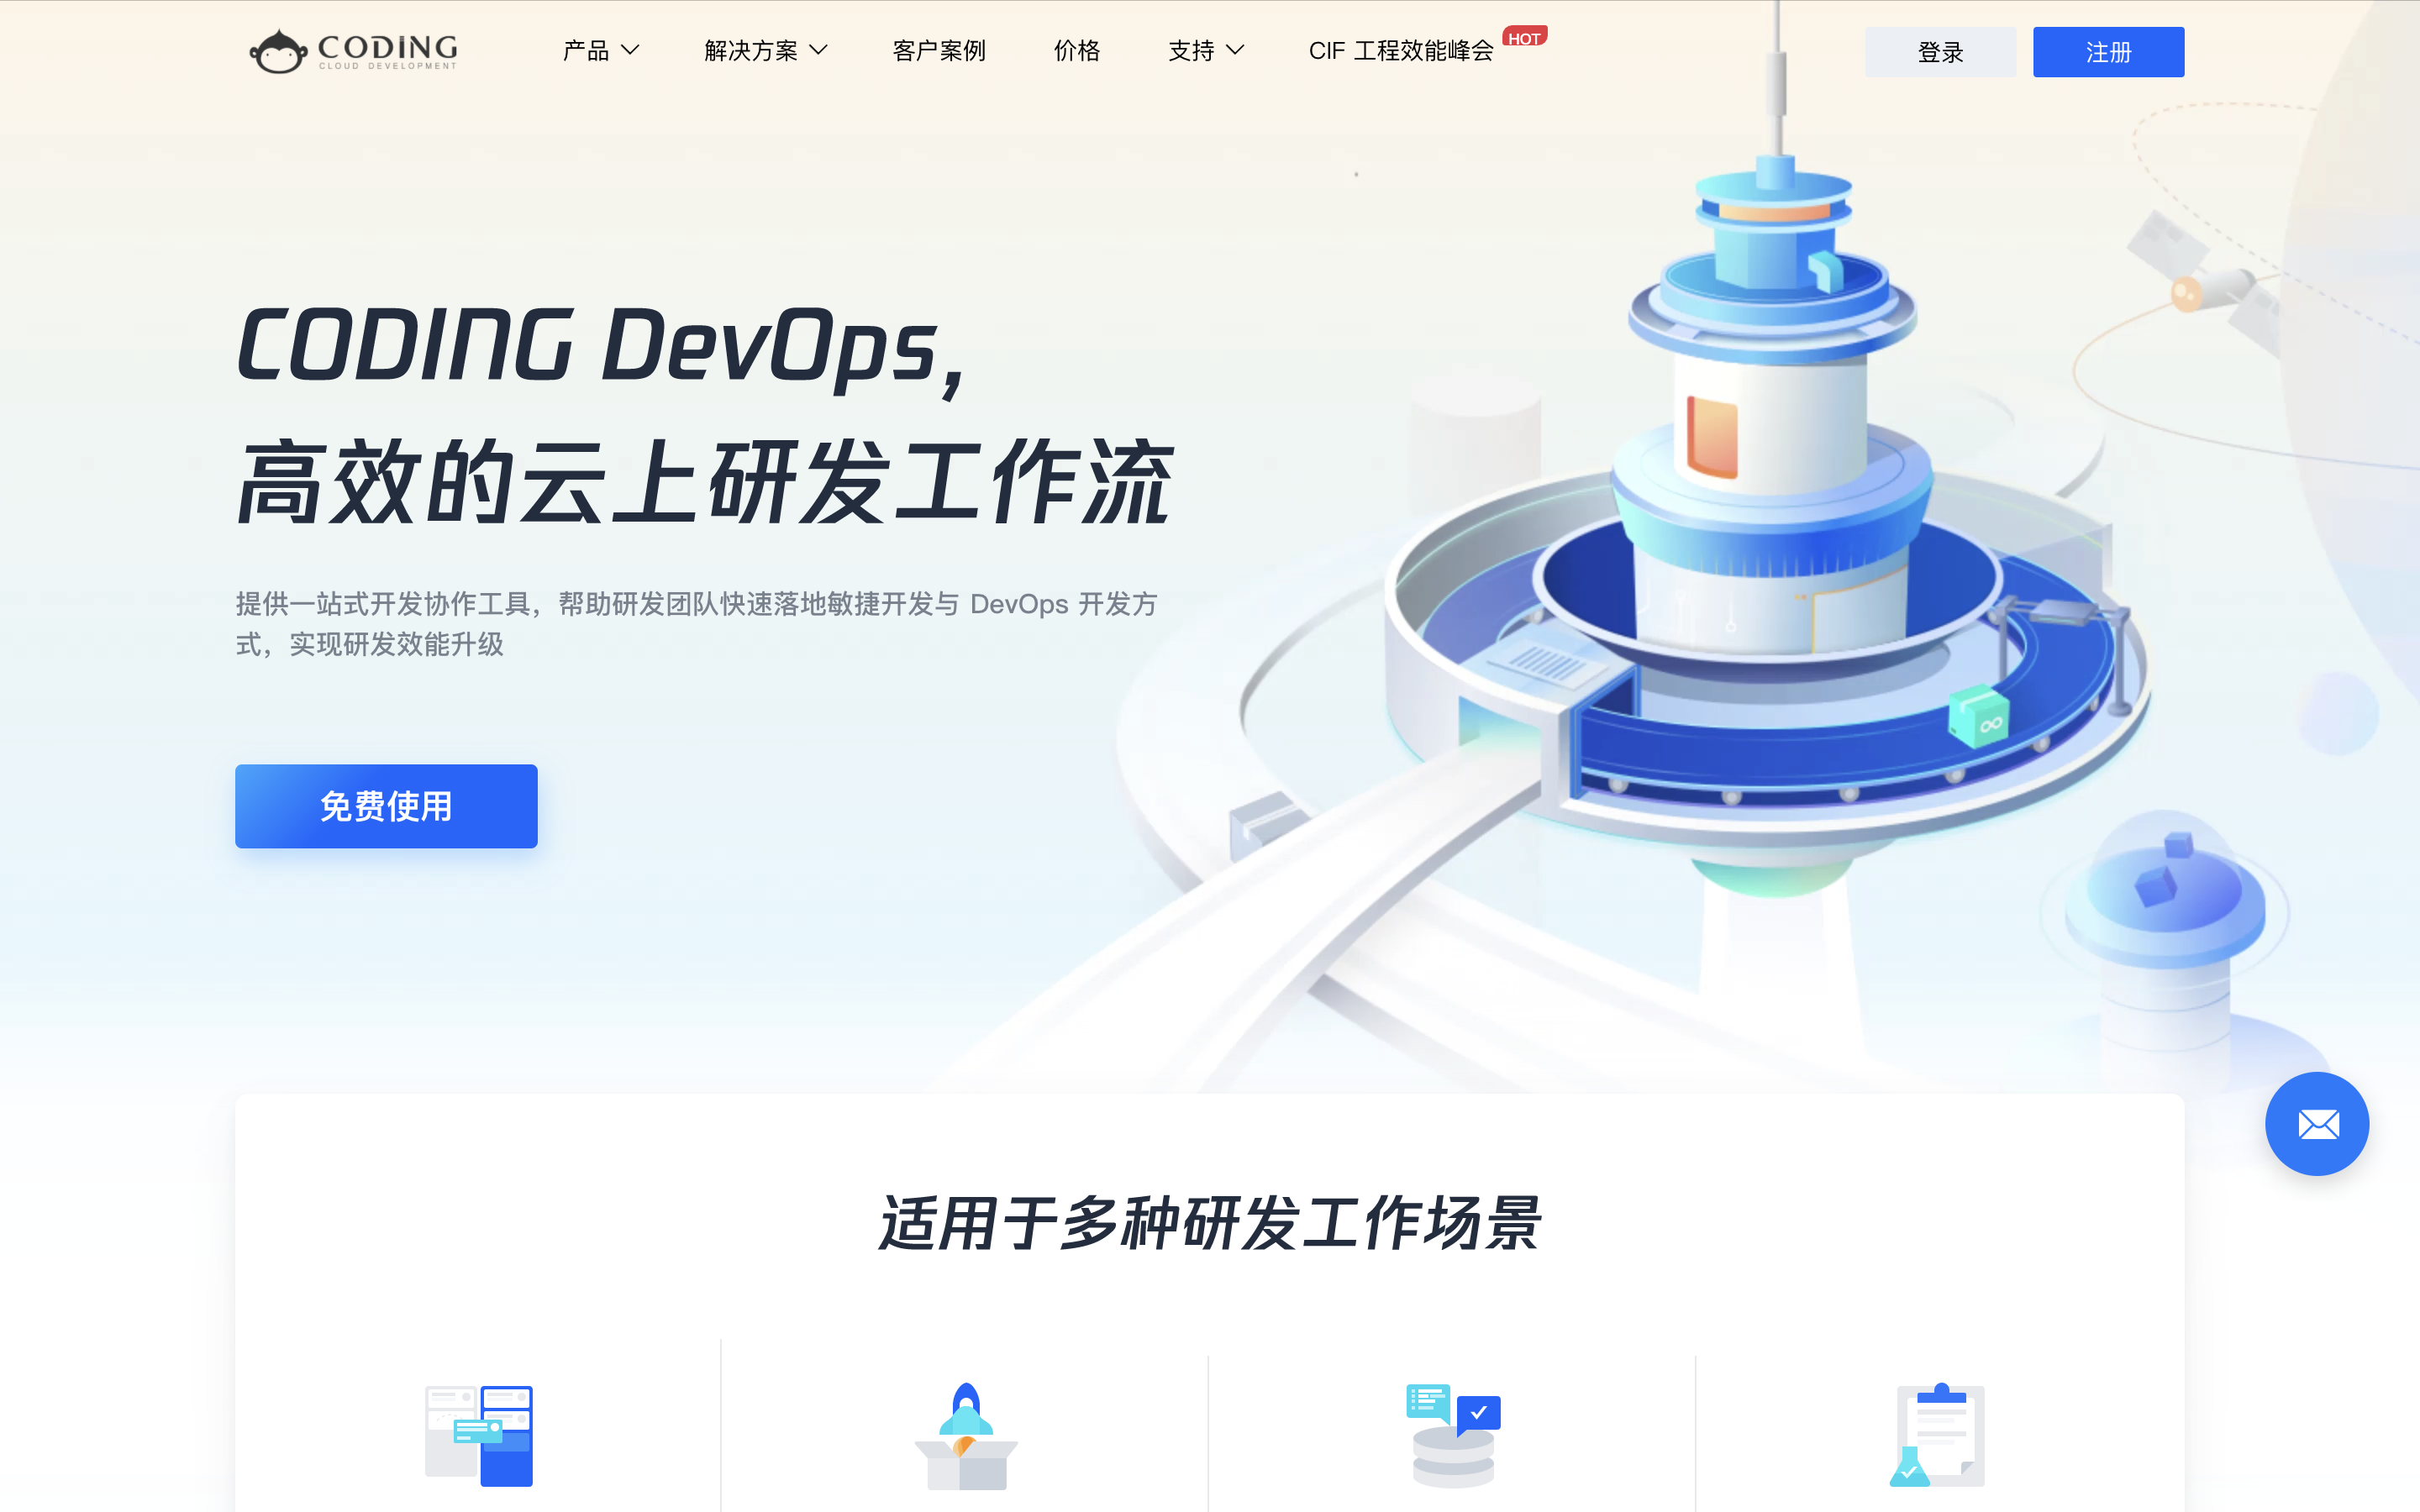 CODING
CLOUD DEVELOPMENT
产品
解决方案
客户案例
价格
支持
CIF 工程效能峰会
HOT
登录
注册
CODING DevOps,
高效的云上研发工作流
提供一站式开发协作工具，帮助研发团队快速落地敏捷开发与 DevOps 开发方
式，实现研发效能升级
免费使用
适用于多种研发工作场景